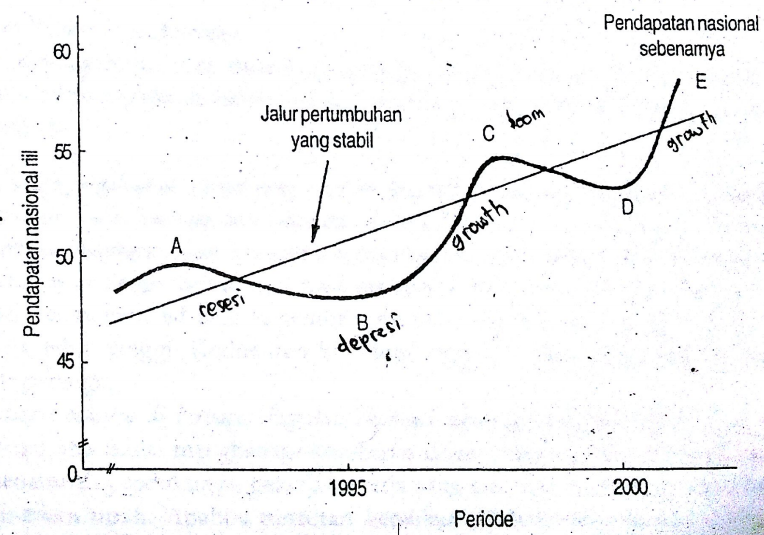 Pendapatan nasional
sebenarnya
60
E
Jalur pertumbuhan
yang stabil
C boom
growth
55
D
Pendapatan nasional riil
A
growth
50
reseri
B
depresi
45
0
1995
2000
Periode